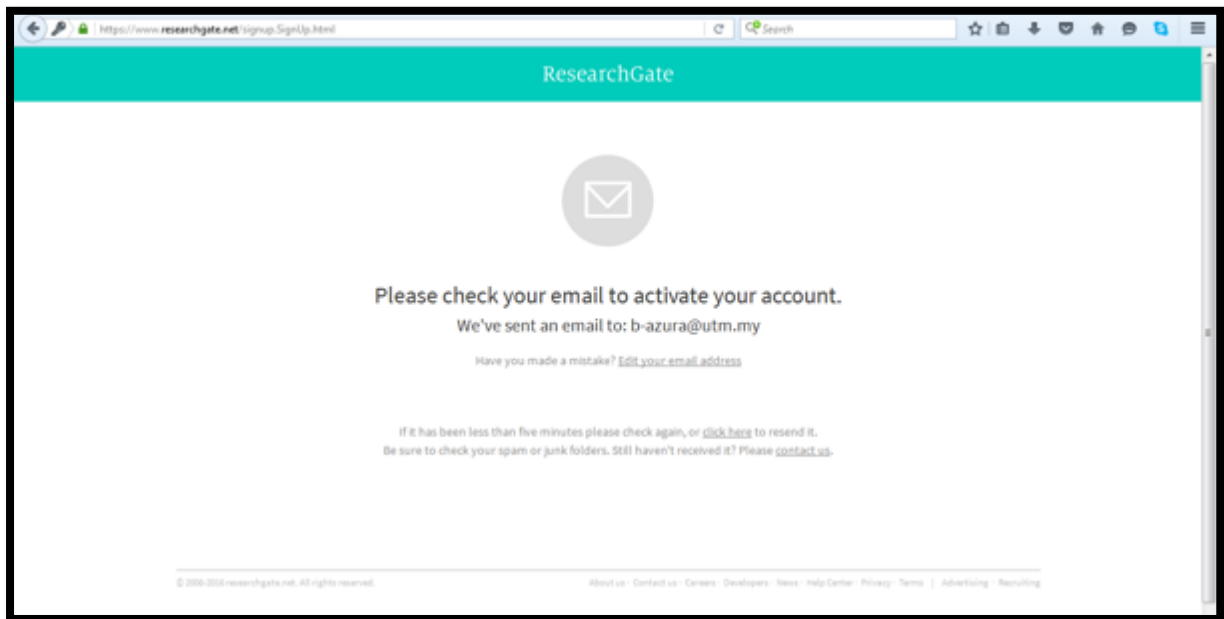 https://www.researchgate.net/signup.SignUp.html
Search
ResearchGate
Please check your email to activate your account.
We've sent an email to: b-azura@utm.my
Have you made a mistake? Edit your email address
If it has been less than five minutes please check again, or click here to resend it.
Be sure to check your spam or junk folders. Still haven't received it? Please contact us.
© 2008-2016 researchgate.net. All rights reserved.
About us · Contact us · Careers · Developers · News · Help Center · Privacy · Terms | Advertising · Recruiting